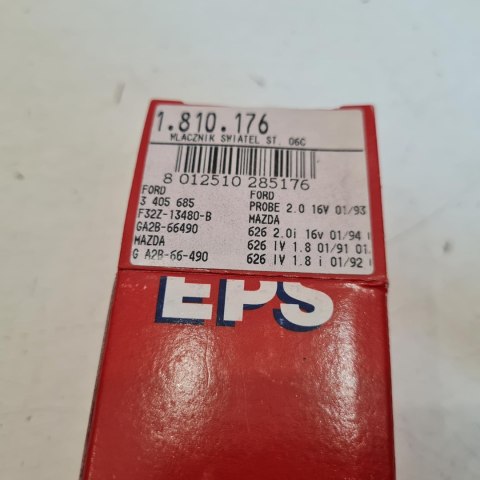 1.810.176
WLACZNIK SWIATEL ST. 06C
8 012510 285176
FORD
3 405 685
F32Z-13480-B
GA2B-66490
MAZDA
G A2B-66-490
FORD
PROBE 2.0 16V 01/93
MAZDA
626 2.0i 16v 01/94
626 IV 1.8 01/91 01.
626 IV 1.8 i 01/92
EPS